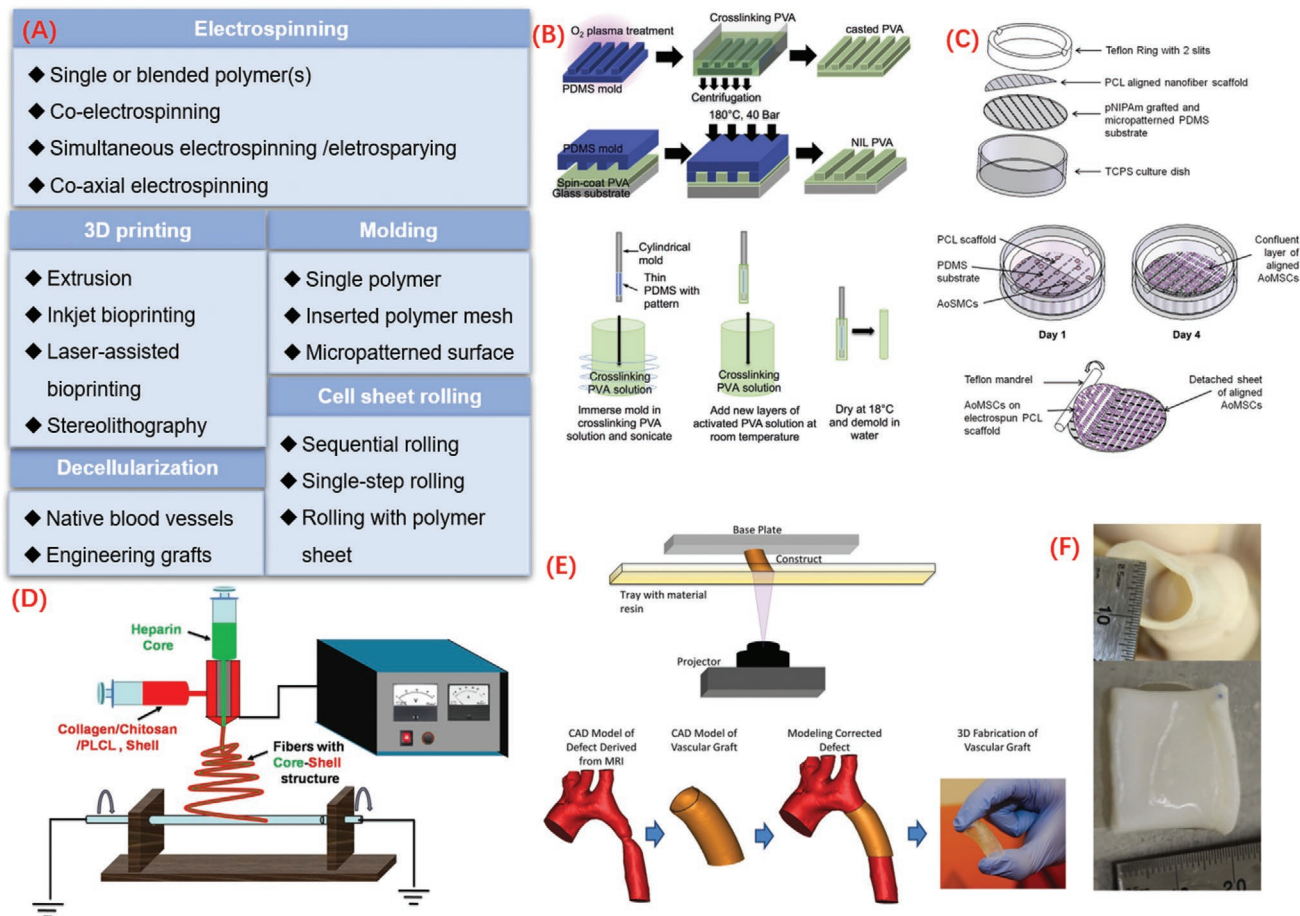 (A)
Electrospinning
◆ Single or blended polymer(s)
◆ Co-electrospinning
◆ Simultaneous electrospinning /eletrosparying
◆ Co-axial electrospinning
3D printing
◆ Extrusion
◆ Inkjet bioprinting
◆ Laser-assisted
bioprinting
◆ Stereolithography
Decellularization
◆ Native blood vessels
◆ Engineering grafts
Molding
◆ Single polymer
◆ Inserted polymer mesh
◆ Micropatterned surface
Cell sheet rolling
◆ Sequential rolling
◆ Single-step rolling
◆ Rolling with polymer
sheet
(B)
O2 plasma treatment
PDMS mold
Crosslinking PVA
Centrifugation
casted PVA
180°C, 40 Bar
PDMS mold
Spin-coat PVA
Glass substrate
NIL PVA
Cylindrical
mold
Thin
PDMS with
pattern
Crosslinking
PVA solution
Immerse mold in
crosslinking PVA
solution and sonicate
Crosslinking
PVA solution
Add new layers of
activated PVA solution at
room temperature
Dry at 18°C
and demold in
water
(C)
Teflon Ring with 2 slits
PCL aligned nanofiber scaffold
pNIPAm grafted and
micropatterned PDMS
substrate
TCPS culture dish
PCL scaffold
PDMS
substrate
AoSMCs
Day 1
Confluent
layer of
aligned
AoMSCs
Day 4
Teflon mandrel
AoMSCs on
electrospun PCL
scaffold
Detached sheet
of aligned
AoMSCs
(D)
Heparin
Core
Collagen/Chitosan
/PLCL , Shell
Fibers with
Core-Shell
structure
(E)
Base Plate
Construct
Tray with material
resin
Projector
CAD Model of
Defect Derived
from MRI
CAD Model of
Vascular Graft
Modeling Corrected
Defect
3D Fabrication of
Vascular Graft
(F)
10
10
20